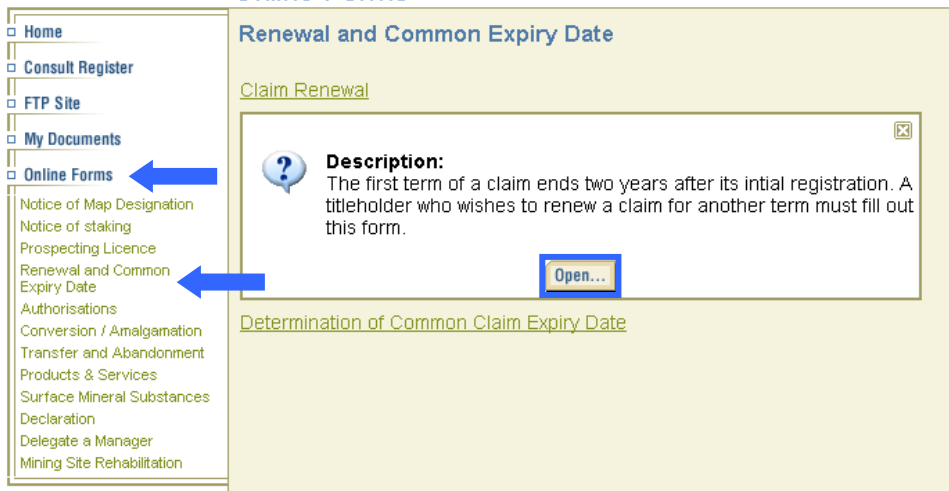 Home
Consult Register
FTP Site
My Documents
Online Forms
Notice of Map Designation
Notice of staking
Prospecting Licence
Renewal and Common
Expiry Date
Authorisations
Conversion / Amalgamation
Transfer and Abandonment
Products & Services
Surface Mineral Substances
Declaration
Delegate a Manager
Mining Site Rehabilitation
Renewal and Common Expiry Date
Claim Renewal
Description:
The first term of a claim ends two years after its intial registration. A
titleholder who wishes to renew a claim for another term must fill out
this form.
Open...
Determination of Common Claim Expiry Date